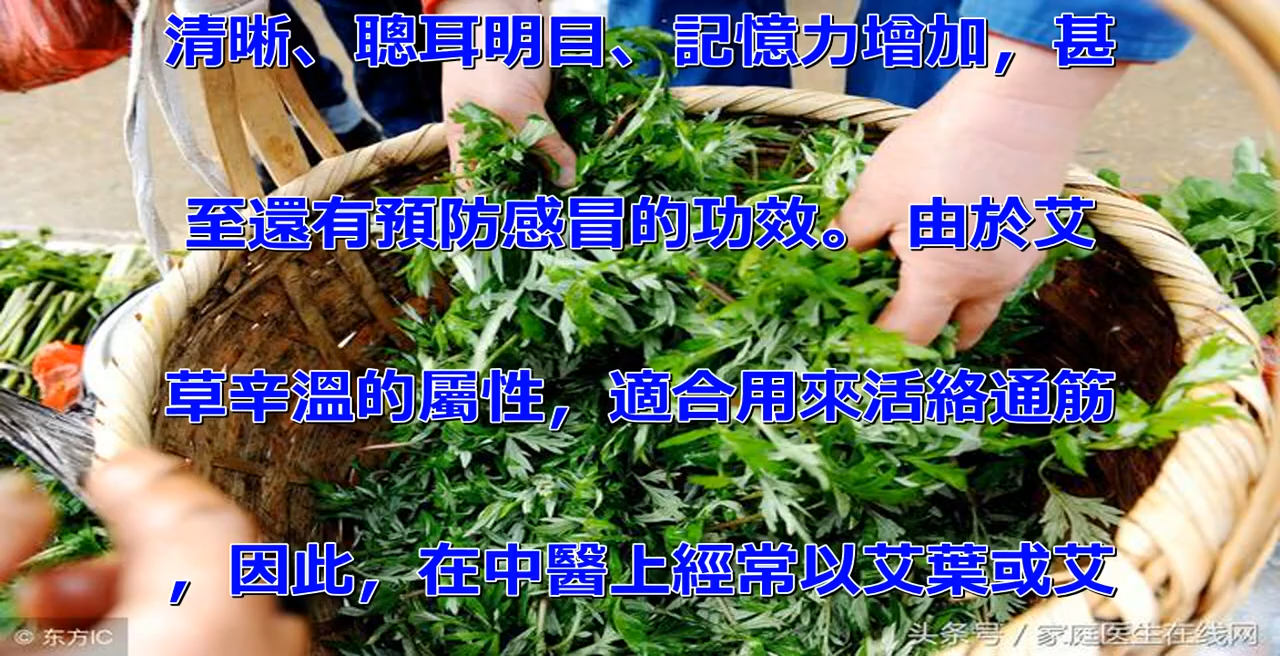 清晰、聰耳明目、記憶力增加，甚
至還有預防感冒的功效。 由於艾
草辛溫的屬性，適合用來活絡通筋
，因此，在中醫上經常以艾葉或艾
© 东方IC
头条号 / 家庭医生在线网